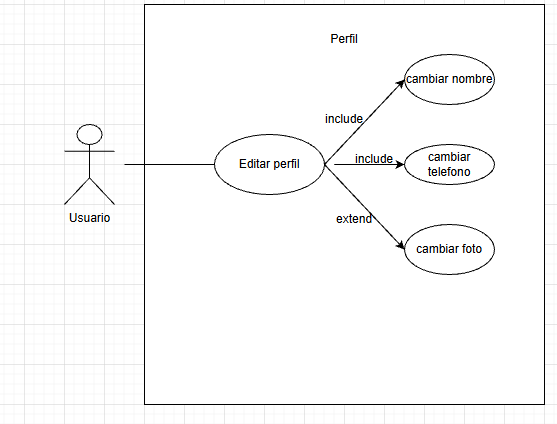 Perfil
cambiar nombre
include
Editar perfil
include
cambiar
telefono
Usuario
extend
cambiar foto